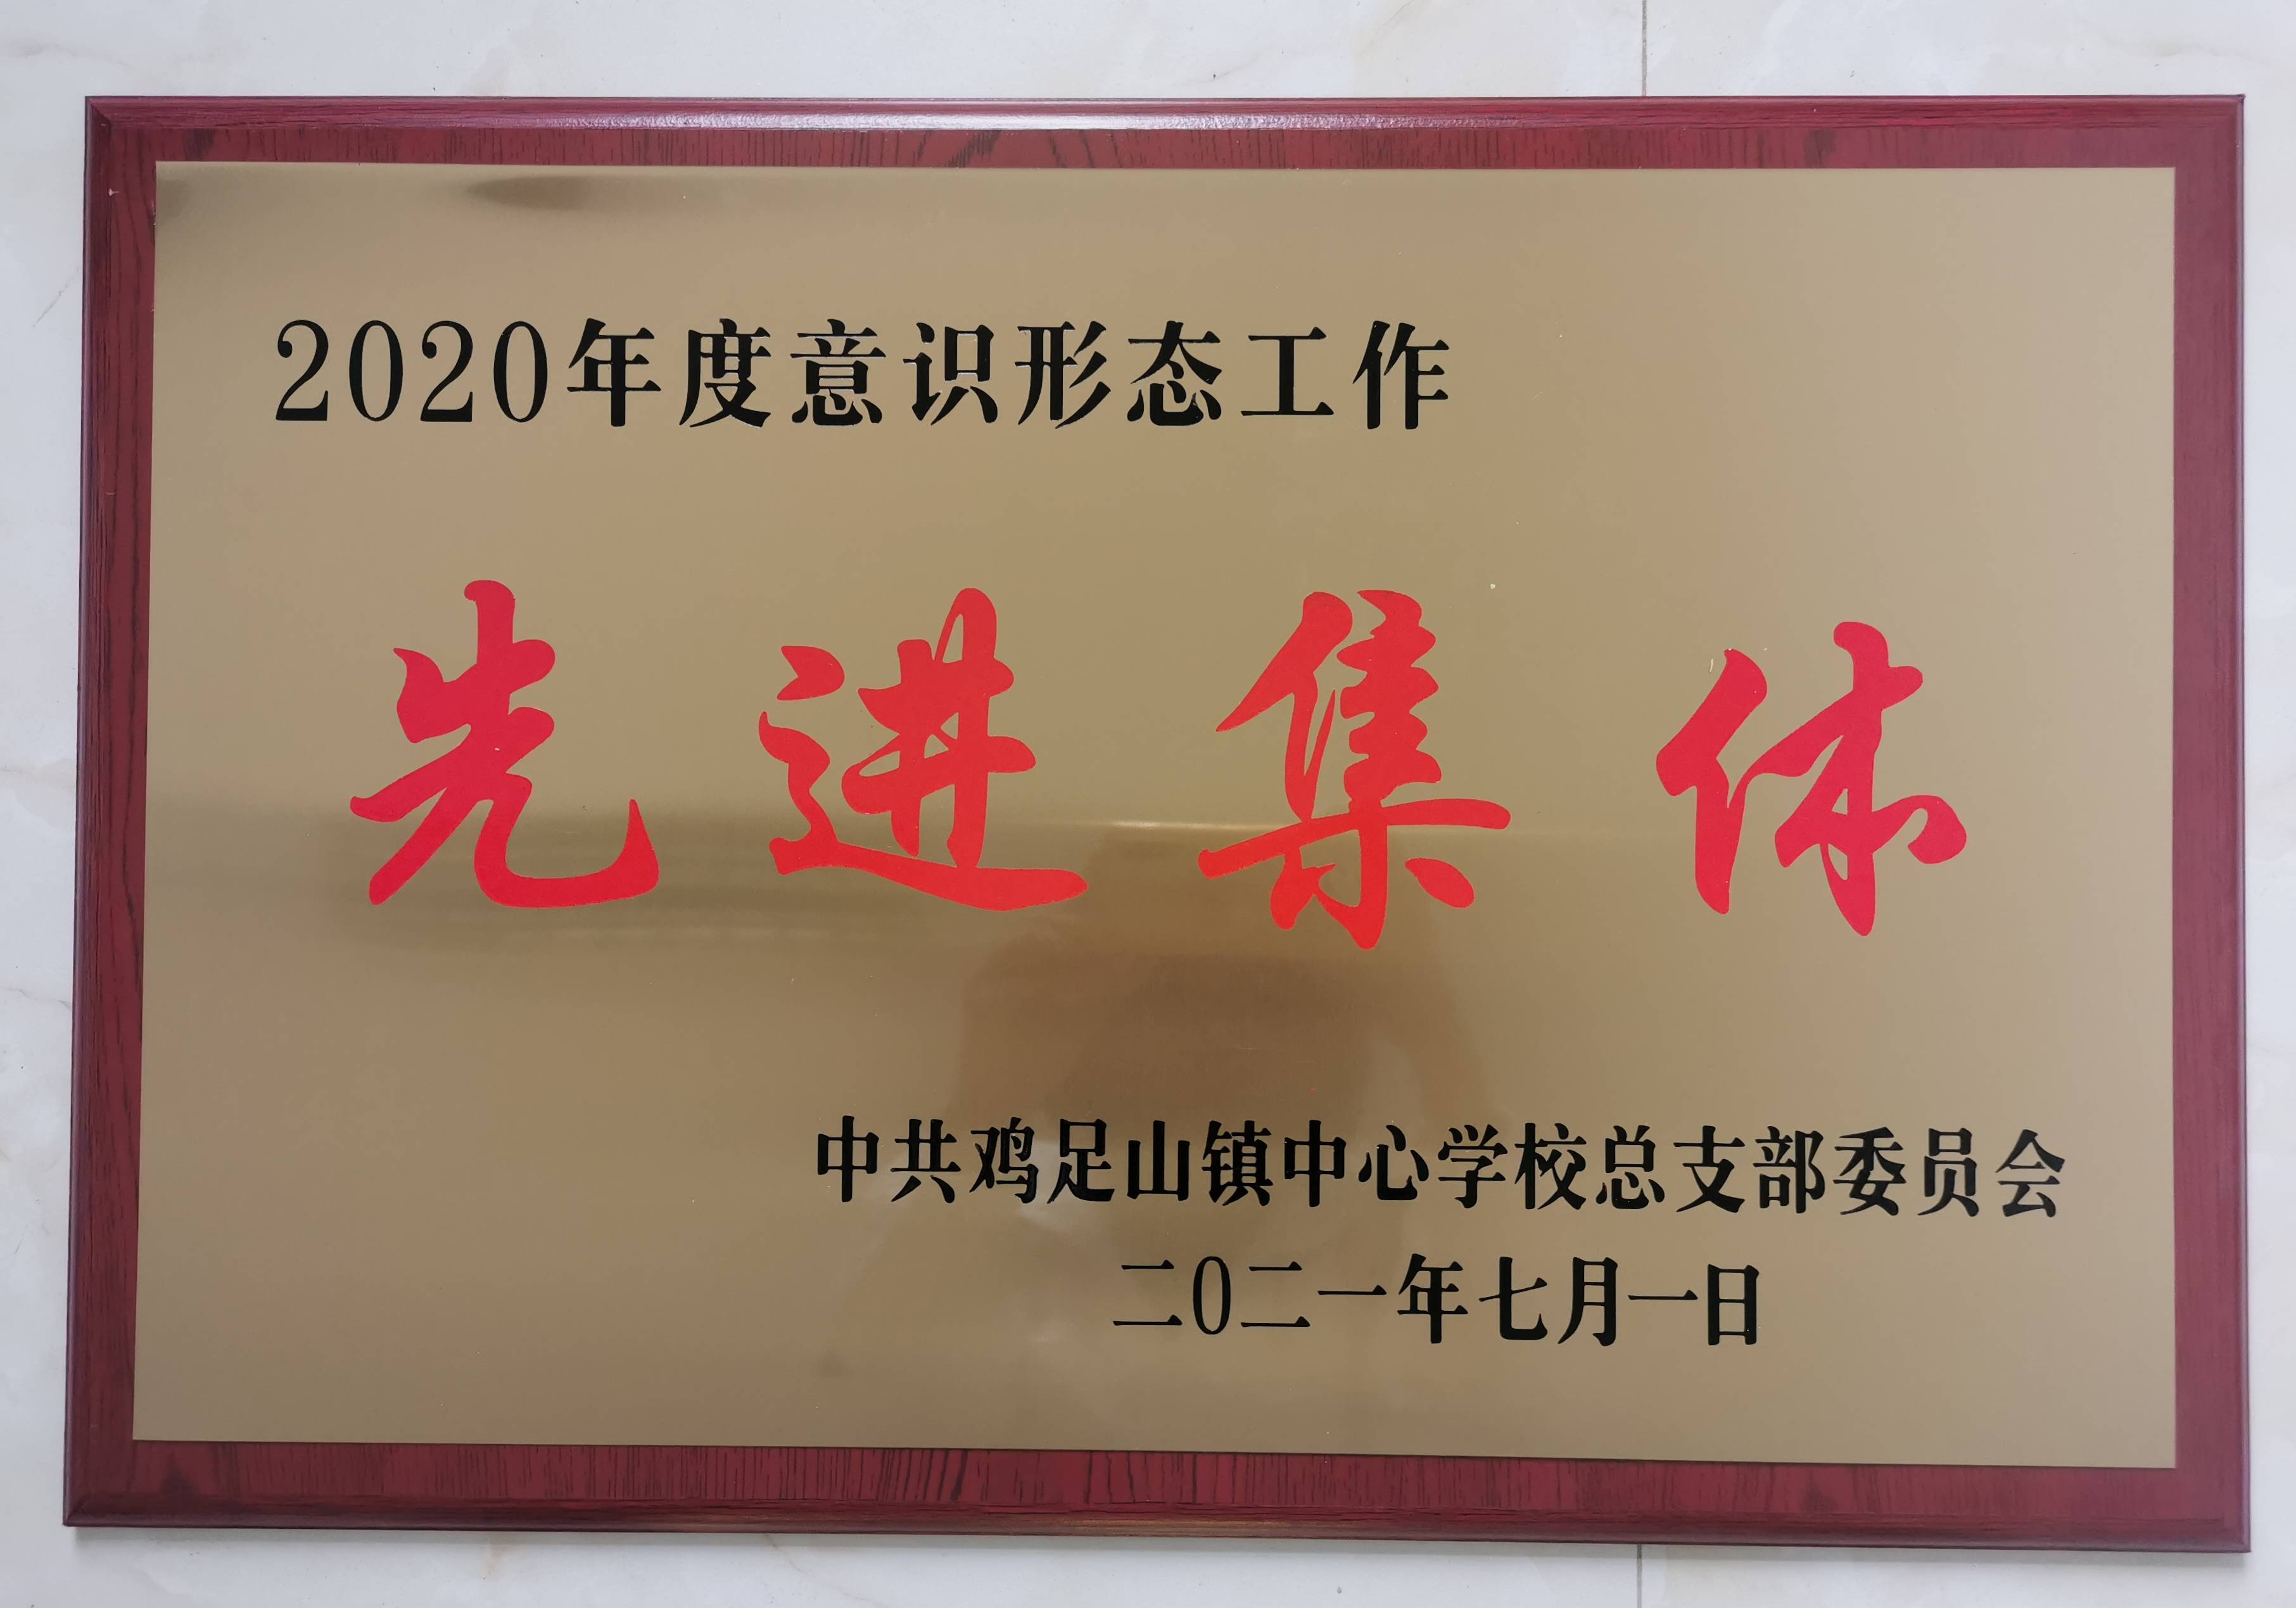 2020年度意识形态工作
先进集体
中共鸡足山镇中心学校总支部委员会
二0二一年七月一日